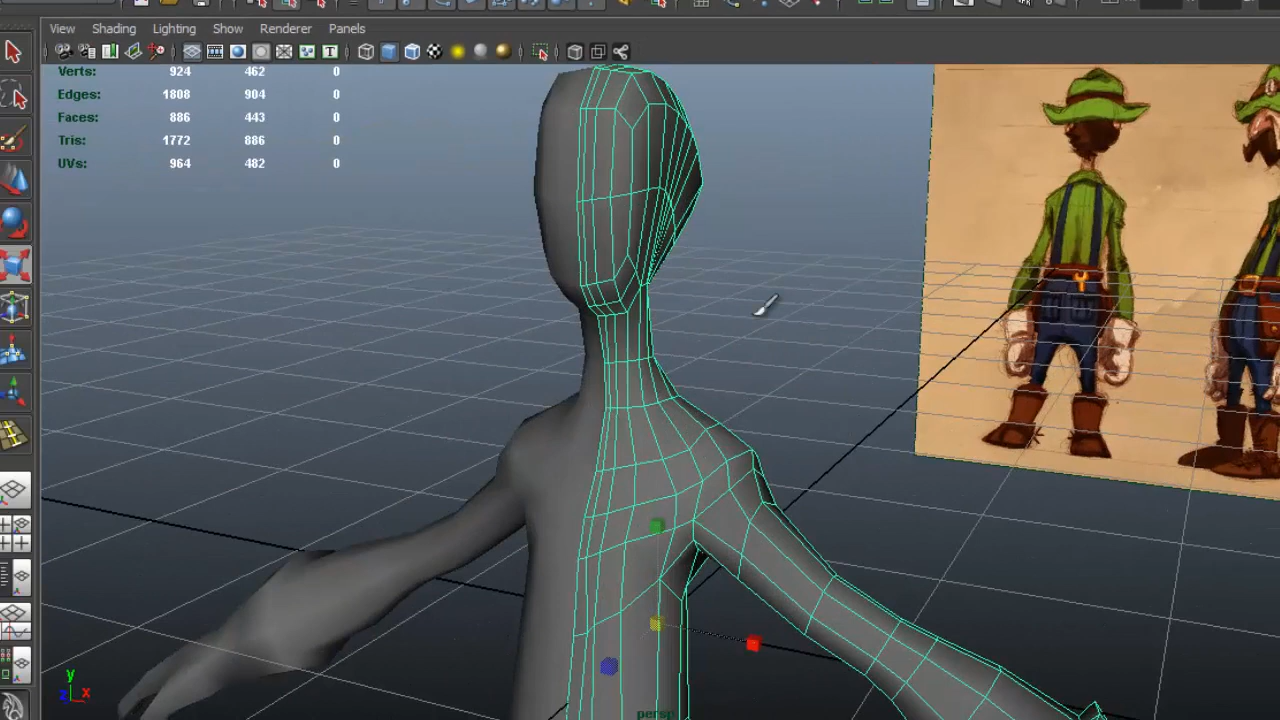 View Shading Lighting Show Renderer Panels
Verts: 924 462 0
Edges: 1808 904 0
Faces: 886 443 0
Tris: 1772 886 0
UVs: 964 482 0
T
y
z x
persp